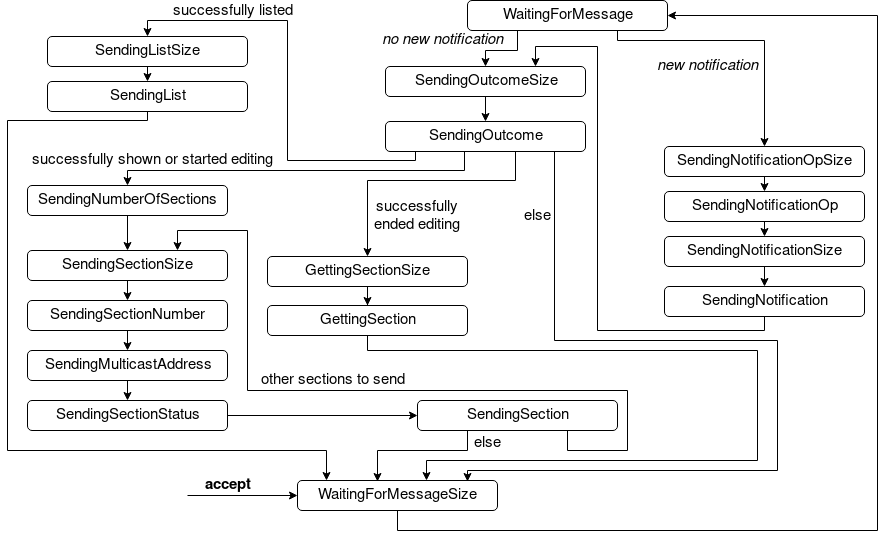 successfully listed
WaitingForMessage
no new notification
SendingListSize
new notification
SendingOutcomeSize
SendingList
SendingOutcome
successfully shown or started editing
SendingNotificationOpSize
SendingNumberOfSections
SendingNotificationOp
successfully
ended editing
else
SendingNotificationSize
SendingSectionSize
GettingSectionSize
SendingNotification
SendingSectionNumber
GettingSection
SendingMulticastAddress
other sections to send
SendingSectionStatus
SendingSection
else
accept
WaitingForMessageSize